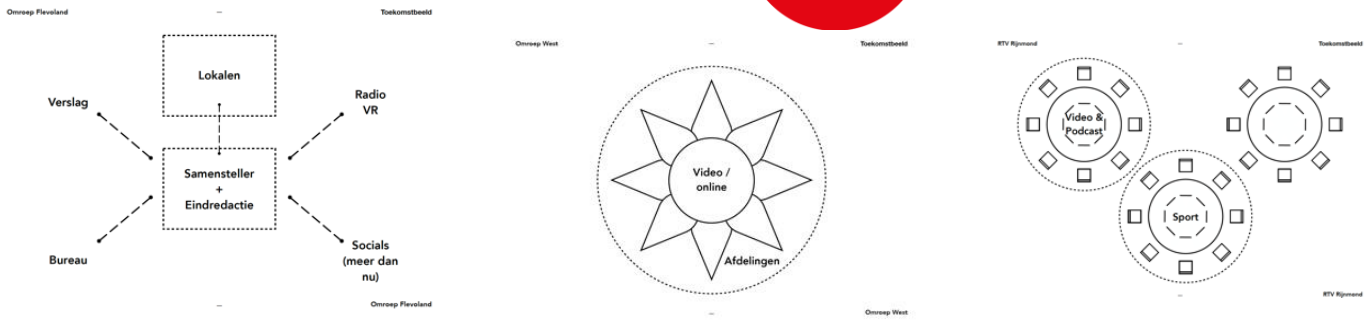 Omroep Flevoland
Toekomstbeeld
Lokalen
Verslag
Radio
VR
Samensteller
+
Eindredactie
Bureau
Socials
(meer dan
nu)
Omroep Flevoland
Omroep West
Toekomstbeeld
Video /
online
Afdelingen
Omroep West
RTV Rijnmond
Toekomstbeeld
Video &
Podcast
Sport
RTV Rijnmond